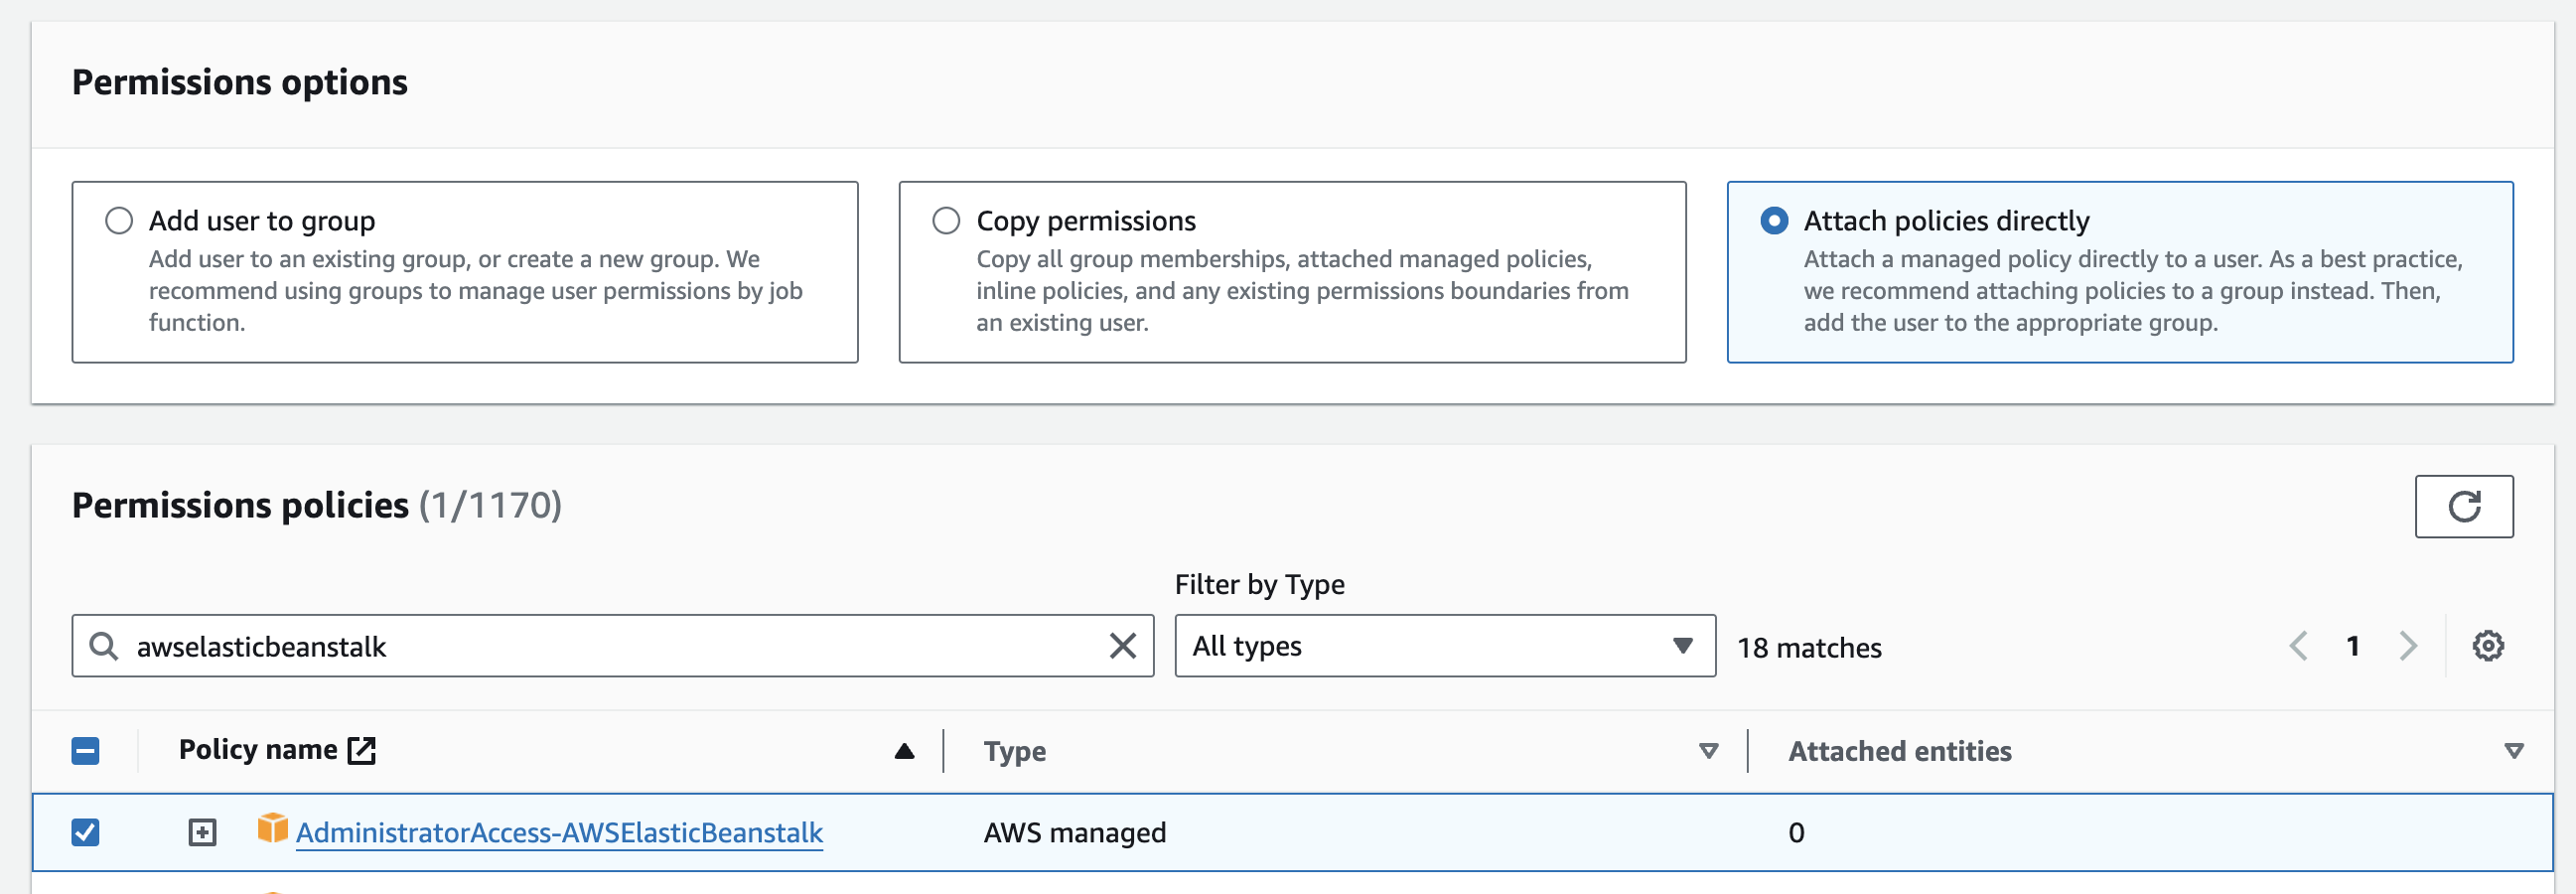 Permissions options
Add user to group
Add user to an existing group, or create a new group. We
recommend using groups to manage user permissions by job
function.
Copy permissions
Copy all group memberships, attached managed policies,
inline policies, and any existing permissions boundaries from
an existing user.
Attach policies directly
Attach a managed policy directly to a user. As a best practice,
we recommend attaching policies to a group instead. Then,
add the user to the appropriate group.
Permissions policies (1/1170)
Filter by Type
awselasticbeanstalk
All types
18 matches
1
Policy name
Type
Attached entities
AdministratorAccess-AWSElasticBeanstalk
AWS managed
0